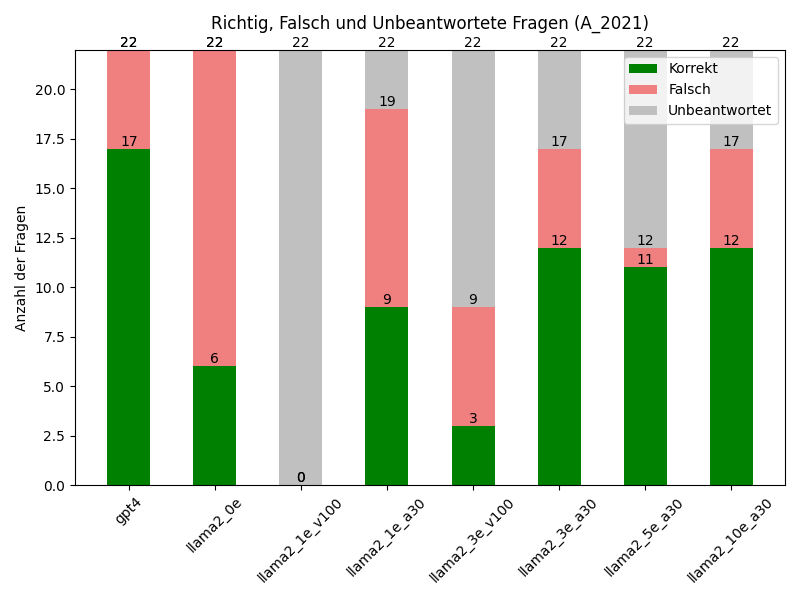 Richtig, Falsch und Unbeantwortete Fragen (A_2021)
22 22 22 22 22 22 22 22
Korrekt
Falsch
Unbeantwortet
20.0
19
17.5
17 17 17
15.0
12.5
12 12 12
11
10.0
9 9
7.5
6
5.0
3
2.5
0
0.0
Anzahl der Fragen
gpt4
llama2_0e
llama2_1e_v100
llama2_1e_a30
llama2_3e_v100
llama2_3e_a30
llama2_5e_a30
llama2_10e_a30